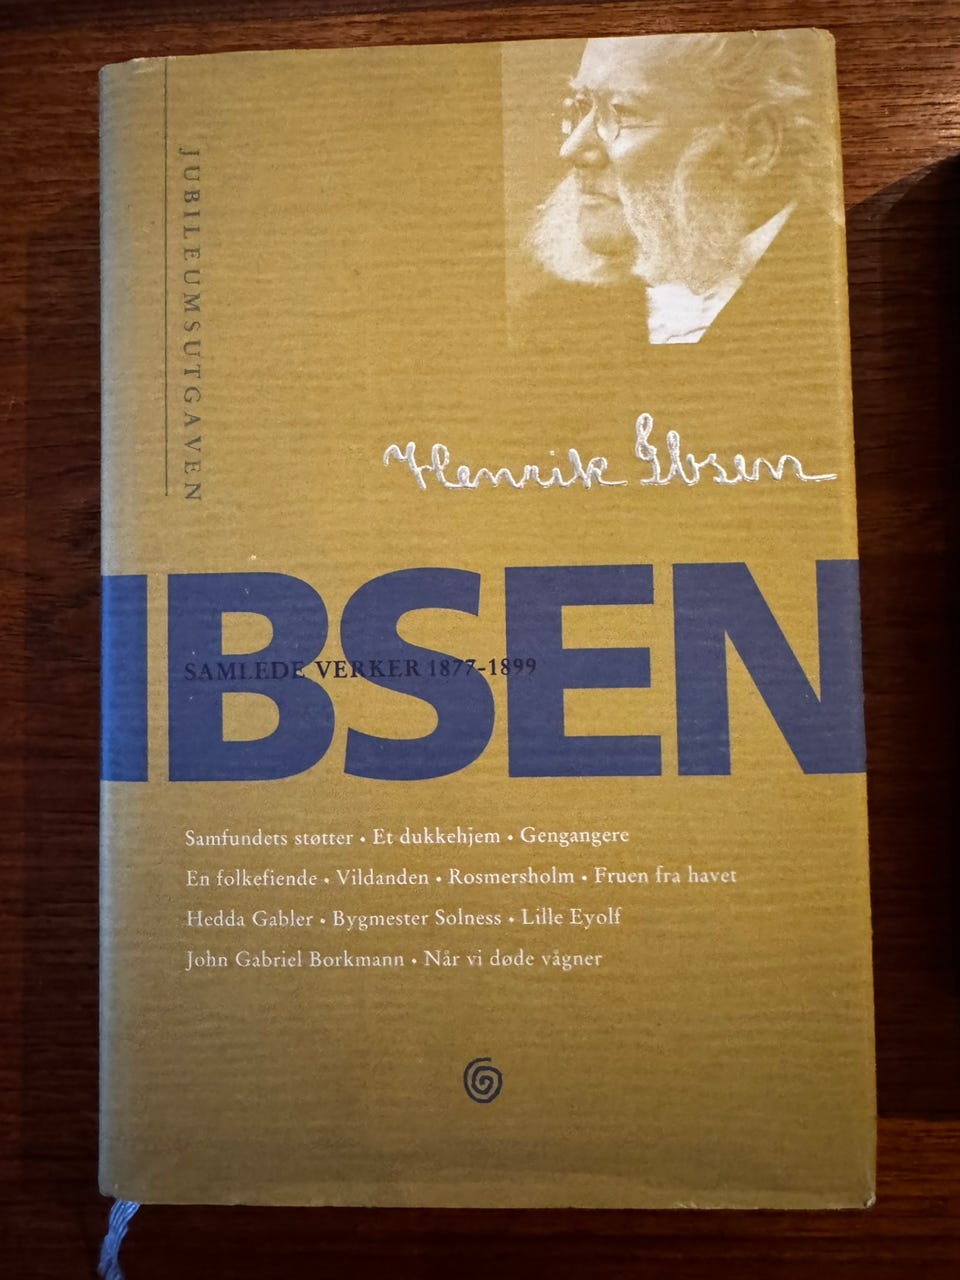 JUBILEUMSUTGAVEN
Henrik Ibsen
IBSEN
SAMLEDE VERKER 1877-1899
Samfundets støtter • Et dukkehjem • Gengangere
En folkefiende • Vildanden • Rosmersholm • Fruen fra havet
Hedda Gabler • Bygmester Solness • Lille Eyolf
John Gabriel Borkmann • Når vi døde vågner